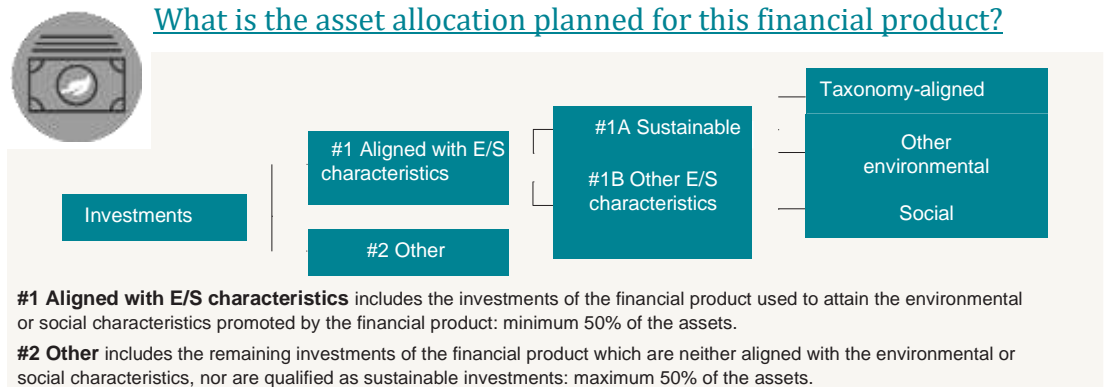 What is the asset allocation planned for this financial product?
Investments
#1 Aligned with E/S
characteristics
#2 Other
#1A Sustainable
#1B Other E/S
characteristics
Taxonomy-aligned
Other
environmental
Social
#1 Aligned with E/S characteristics includes the investments of the financial product used to attain the environmental
or social characteristics promoted by the financial product: minimum 50% of the assets.
#2 Other includes the remaining investments of the financial product which are neither aligned with the environmental or
social characteristics, nor are qualified as sustainable investments: maximum 50% of the assets.